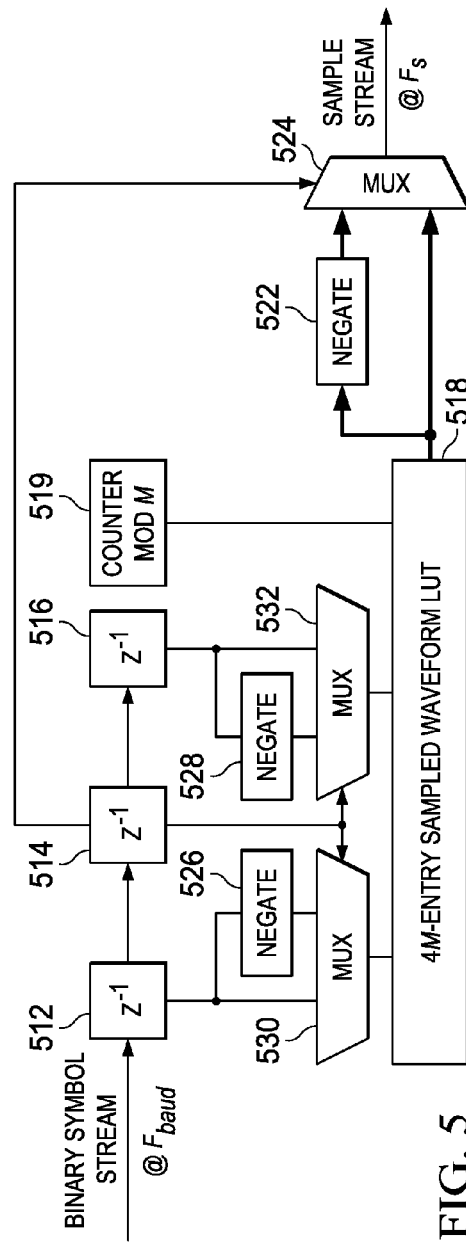 BINARY SYMBOL
STREAM
@ F_baud
512
z⁻¹
514
z⁻¹
516
z⁻¹
519
COUNTER
MOD M
526
NEGATE
528
NEGATE
530
MUX
532
MUX
4M-ENTRY SAMPLED WAVEFORM LUT
518
522
NEGATE
524
MUX
SAMPLE
STREAM
@ F_s
FIG. 5